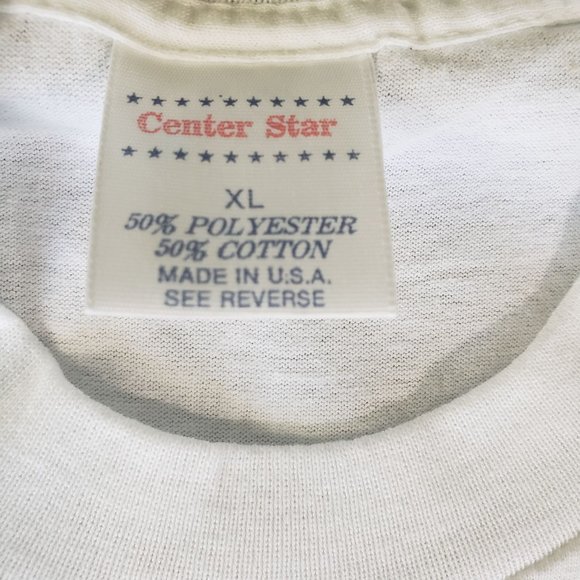 ★★★★★★★★★★
Center Star
★★★★★★★★★★
XL
50% POLYESTER
50% COTTON
MADE IN U.S.A.
SEE REVERSE